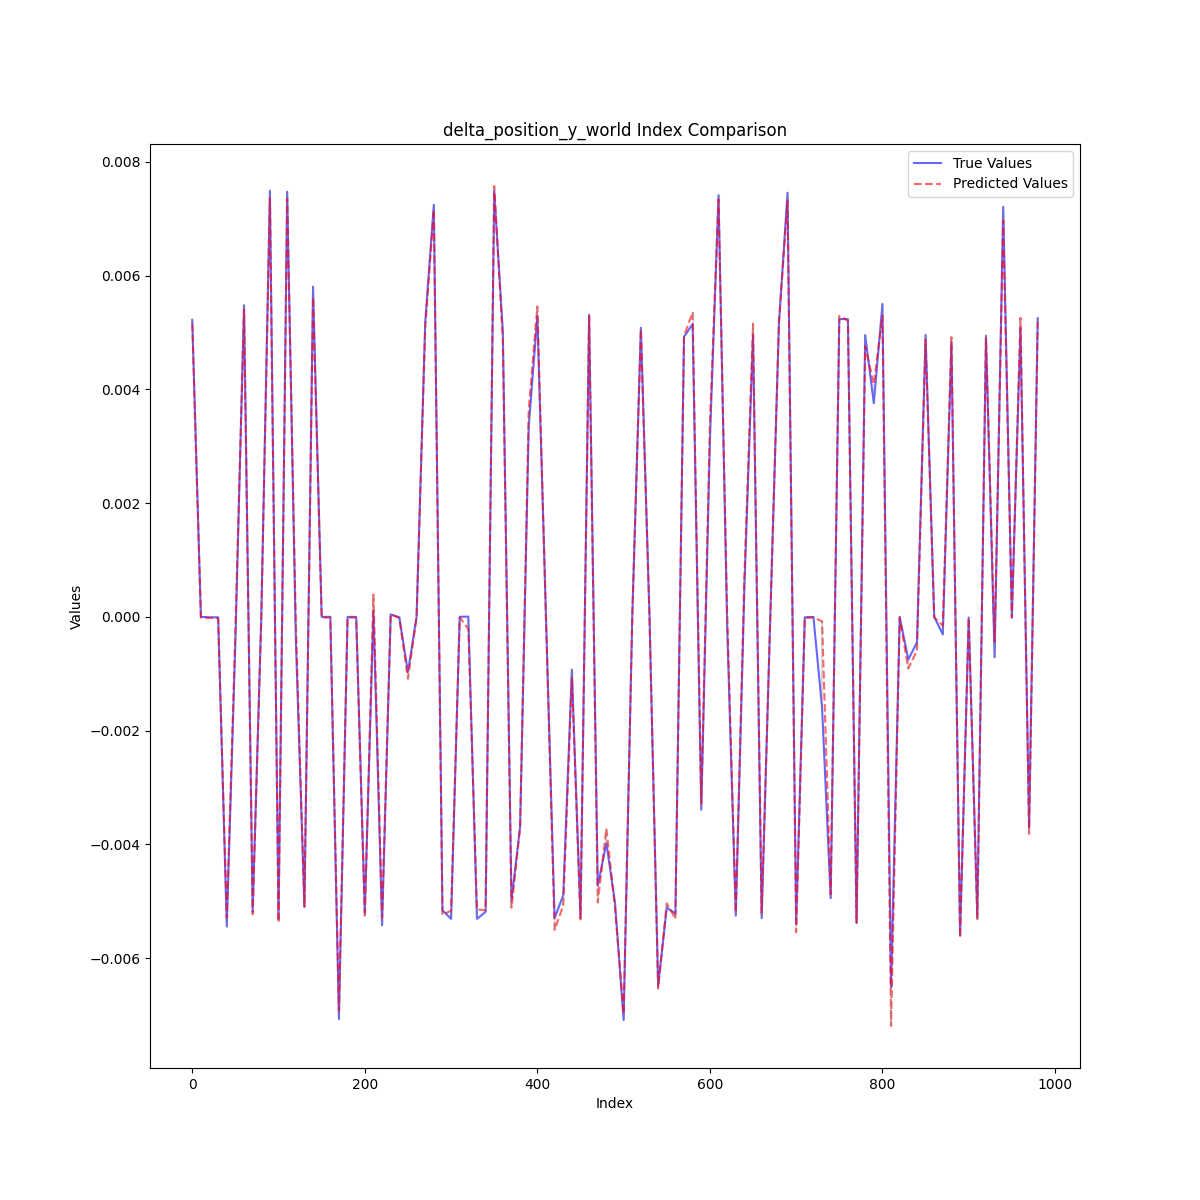 delta_position_y_world Index Comparison
True Values
Predicted Values
0.008
0.006
0.004
0.002
0.000
−0.002
−0.004
−0.006
Values
0
200
400
600
800
1000
Index